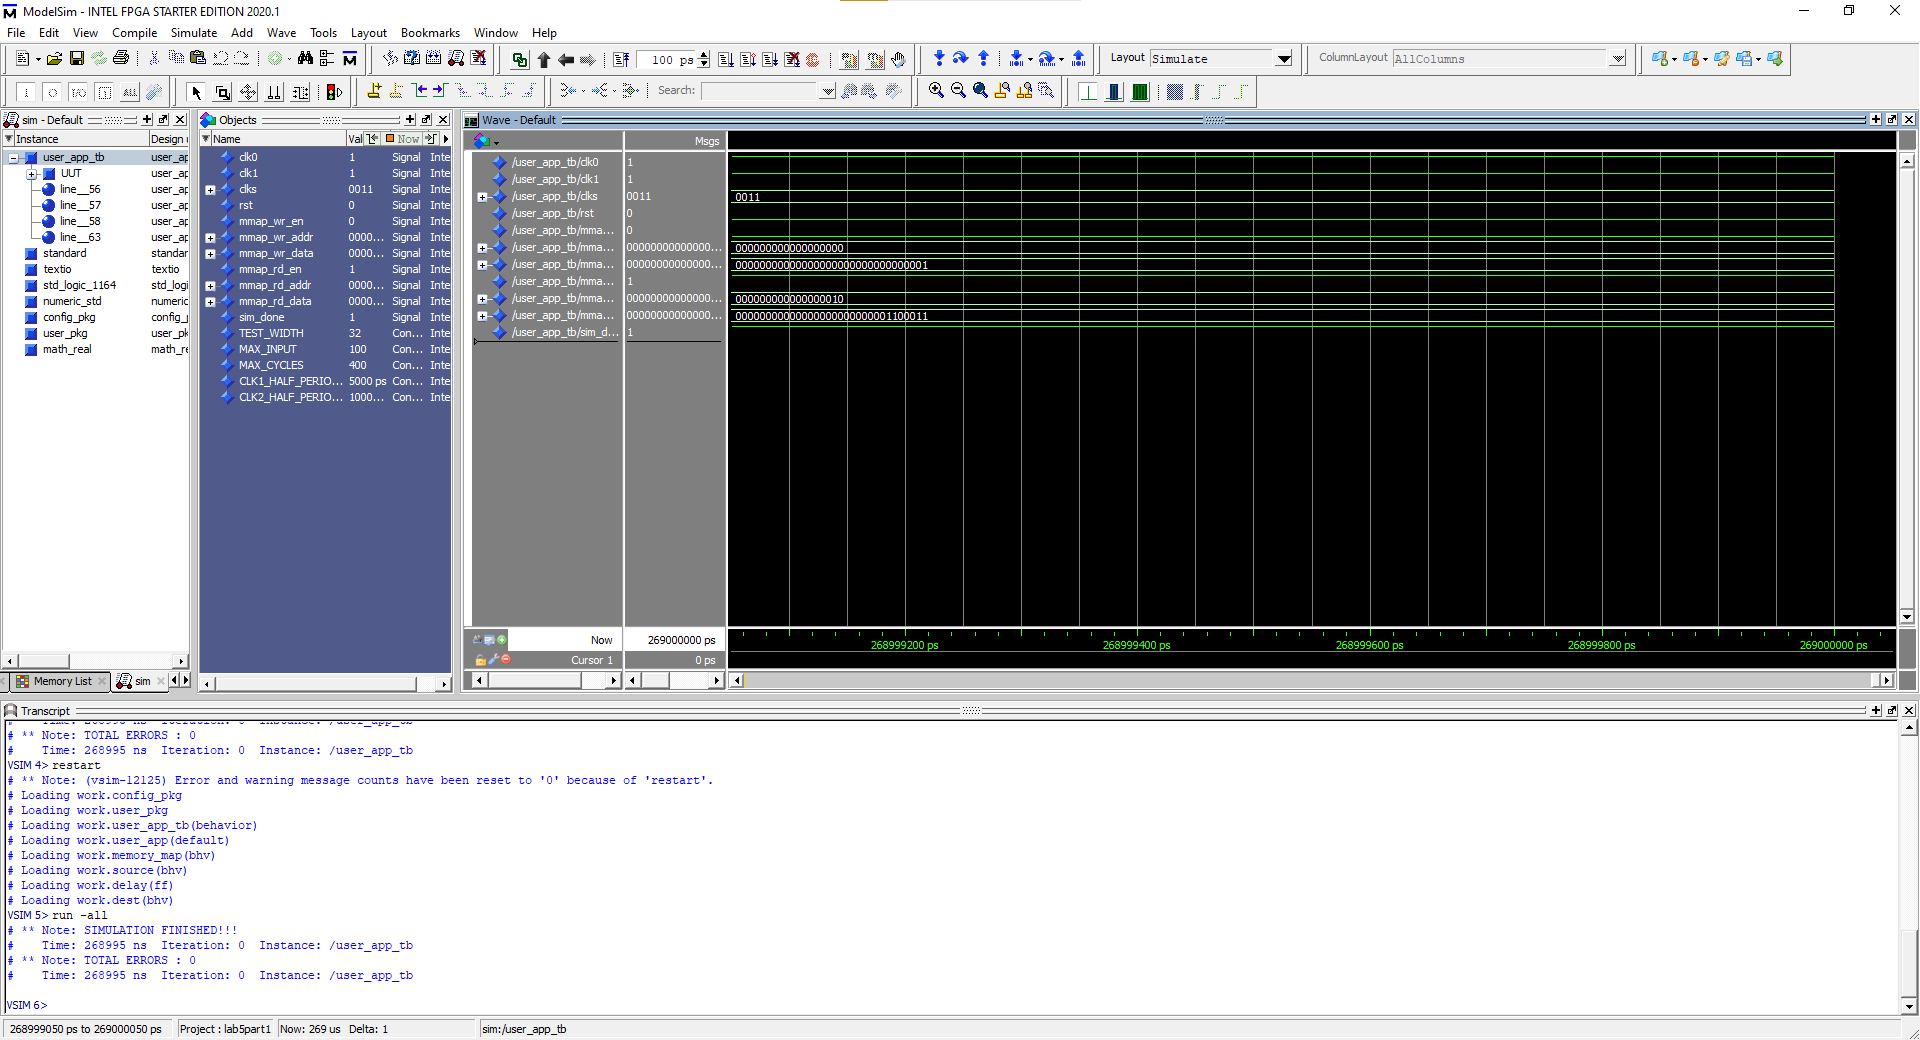 ModelSim - INTEL FPGA STARTER EDITION 2020.1
File Edit View Compile Simulate Add Wave Tools Layout Bookmarks Window Help
100 ps
Layout Simulate
ColumnLayout AllColumns
Search:
sim - Default
Instance Design
user_app_tb user_ap
UUT user_ap
line__56 user_ap
line__57 user_ap
line__58 user_ap
line__63 user_ap
standard standar
textio textio
std_logic_1164 std_logi
numeric_std numeric
config_pkg config_p
user_pkg user_pk
math_real math_re
Memory List sim
Objects
Name Val Now
clk0 1 Signal Inte
clk1 1 Signal Inte
clks 0011 Signal Inte
rst 0 Signal Inte
mmap_wr_en 0 Signal Inte
mmap_wr_addr 0000... Signal Inte
mmap_wr_data 0000... Signal Inte
mmap_rd_en 1 Signal Inte
mmap_rd_addr 0000... Signal Inte
mmap_rd_data 0000... Signal Inte
sim_done 1 Signal Inte
TEST_WIDTH 32 Con... Inte
MAX_INPUT 100 Con... Inte
MAX_CYCLES 400 Con... Inte
CLK1_HALF_PERIO... 5000 ps Con... Inte
CLK2_HALF_PERIO... 1000... Con... Inte
Wave - Default
Msgs
/user_app_tb/clk0 1
/user_app_tb/clk1 1
/user_app_tb/clks 0011 0011
/user_app_tb/rst 0
/user_app_tb/mma... 0
/user_app_tb/mma... 00000000000000... 000000000000000000
/user_app_tb/mma... 00000000000000... 00000000000000000000000000000001
/user_app_tb/mma... 1
/user_app_tb/mma... 00000000000000... 000000000000000010
/user_app_tb/mma... 00000000000000... 00000000000000000000000001100011
/user_app_tb/sim_d... 1
Now 269000000 ps
268999200 ps 268999400 ps 268999600 ps 268999800 ps 269000000 ps
Cursor 1 0 ps
Transcript
# Time: 268995 ns Iteration: 0 Instance: /user_app_tb
# ** Note: TOTAL ERRORS : 0
# Time: 268995 ns Iteration: 0 Instance: /user_app_tb
VSIM 4> restart
# ** Note: (vsim-12125) Error and warning message counts have been reset to '0' because of 'restart'.
# Loading work.config_pkg
# Loading work.user_pkg
# Loading work.user_app_tb(behavior)
# Loading work.user_app(default)
# Loading work.memory_map(bhv)
# Loading work.source(bhv)
# Loading work.delay(ff)
# Loading work.dest(bhv)
VSIM 5> run -all
# ** Note: SIMULATION FINISHED!!!
# Time: 268995 ns Iteration: 0 Instance: /user_app_tb
# ** Note: TOTAL ERRORS : 0
# Time: 268995 ns Iteration: 0 Instance: /user_app_tb
VSIM 6>
268999050 ps to 269000050 ps Project : lab5part1 Now: 269 us Delta: 1 sim:/user_app_tb